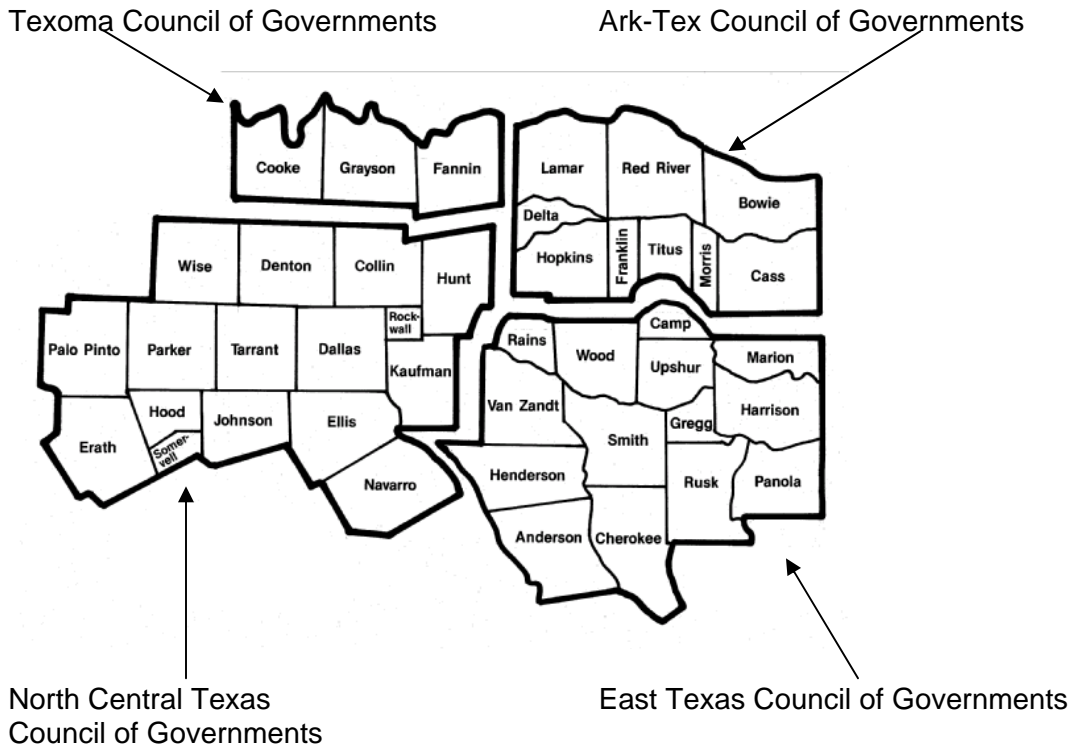 Texoma Council of Governments
Ark-Tex Council of Governments
Cooke
Grayson
Fannin
Lamar
Red River
Bowie
Delta
Hopkins
Franklin
Titus
Morris
Cass
Wise
Denton
Collin
Hunt
Rock-
wall
Palo Pinto
Parker
Tarrant
Dallas
Kaufman
Hood
Johnson
Ellis
Erath
Somer-
vell
Navarro
Rains
Wood
Camp
Upshur
Marion
Van Zandt
Smith
Gregg
Harrison
Henderson
Rusk
Panola
Anderson
Cherokee
North Central Texas
Council of Governments
East Texas Council of Governments